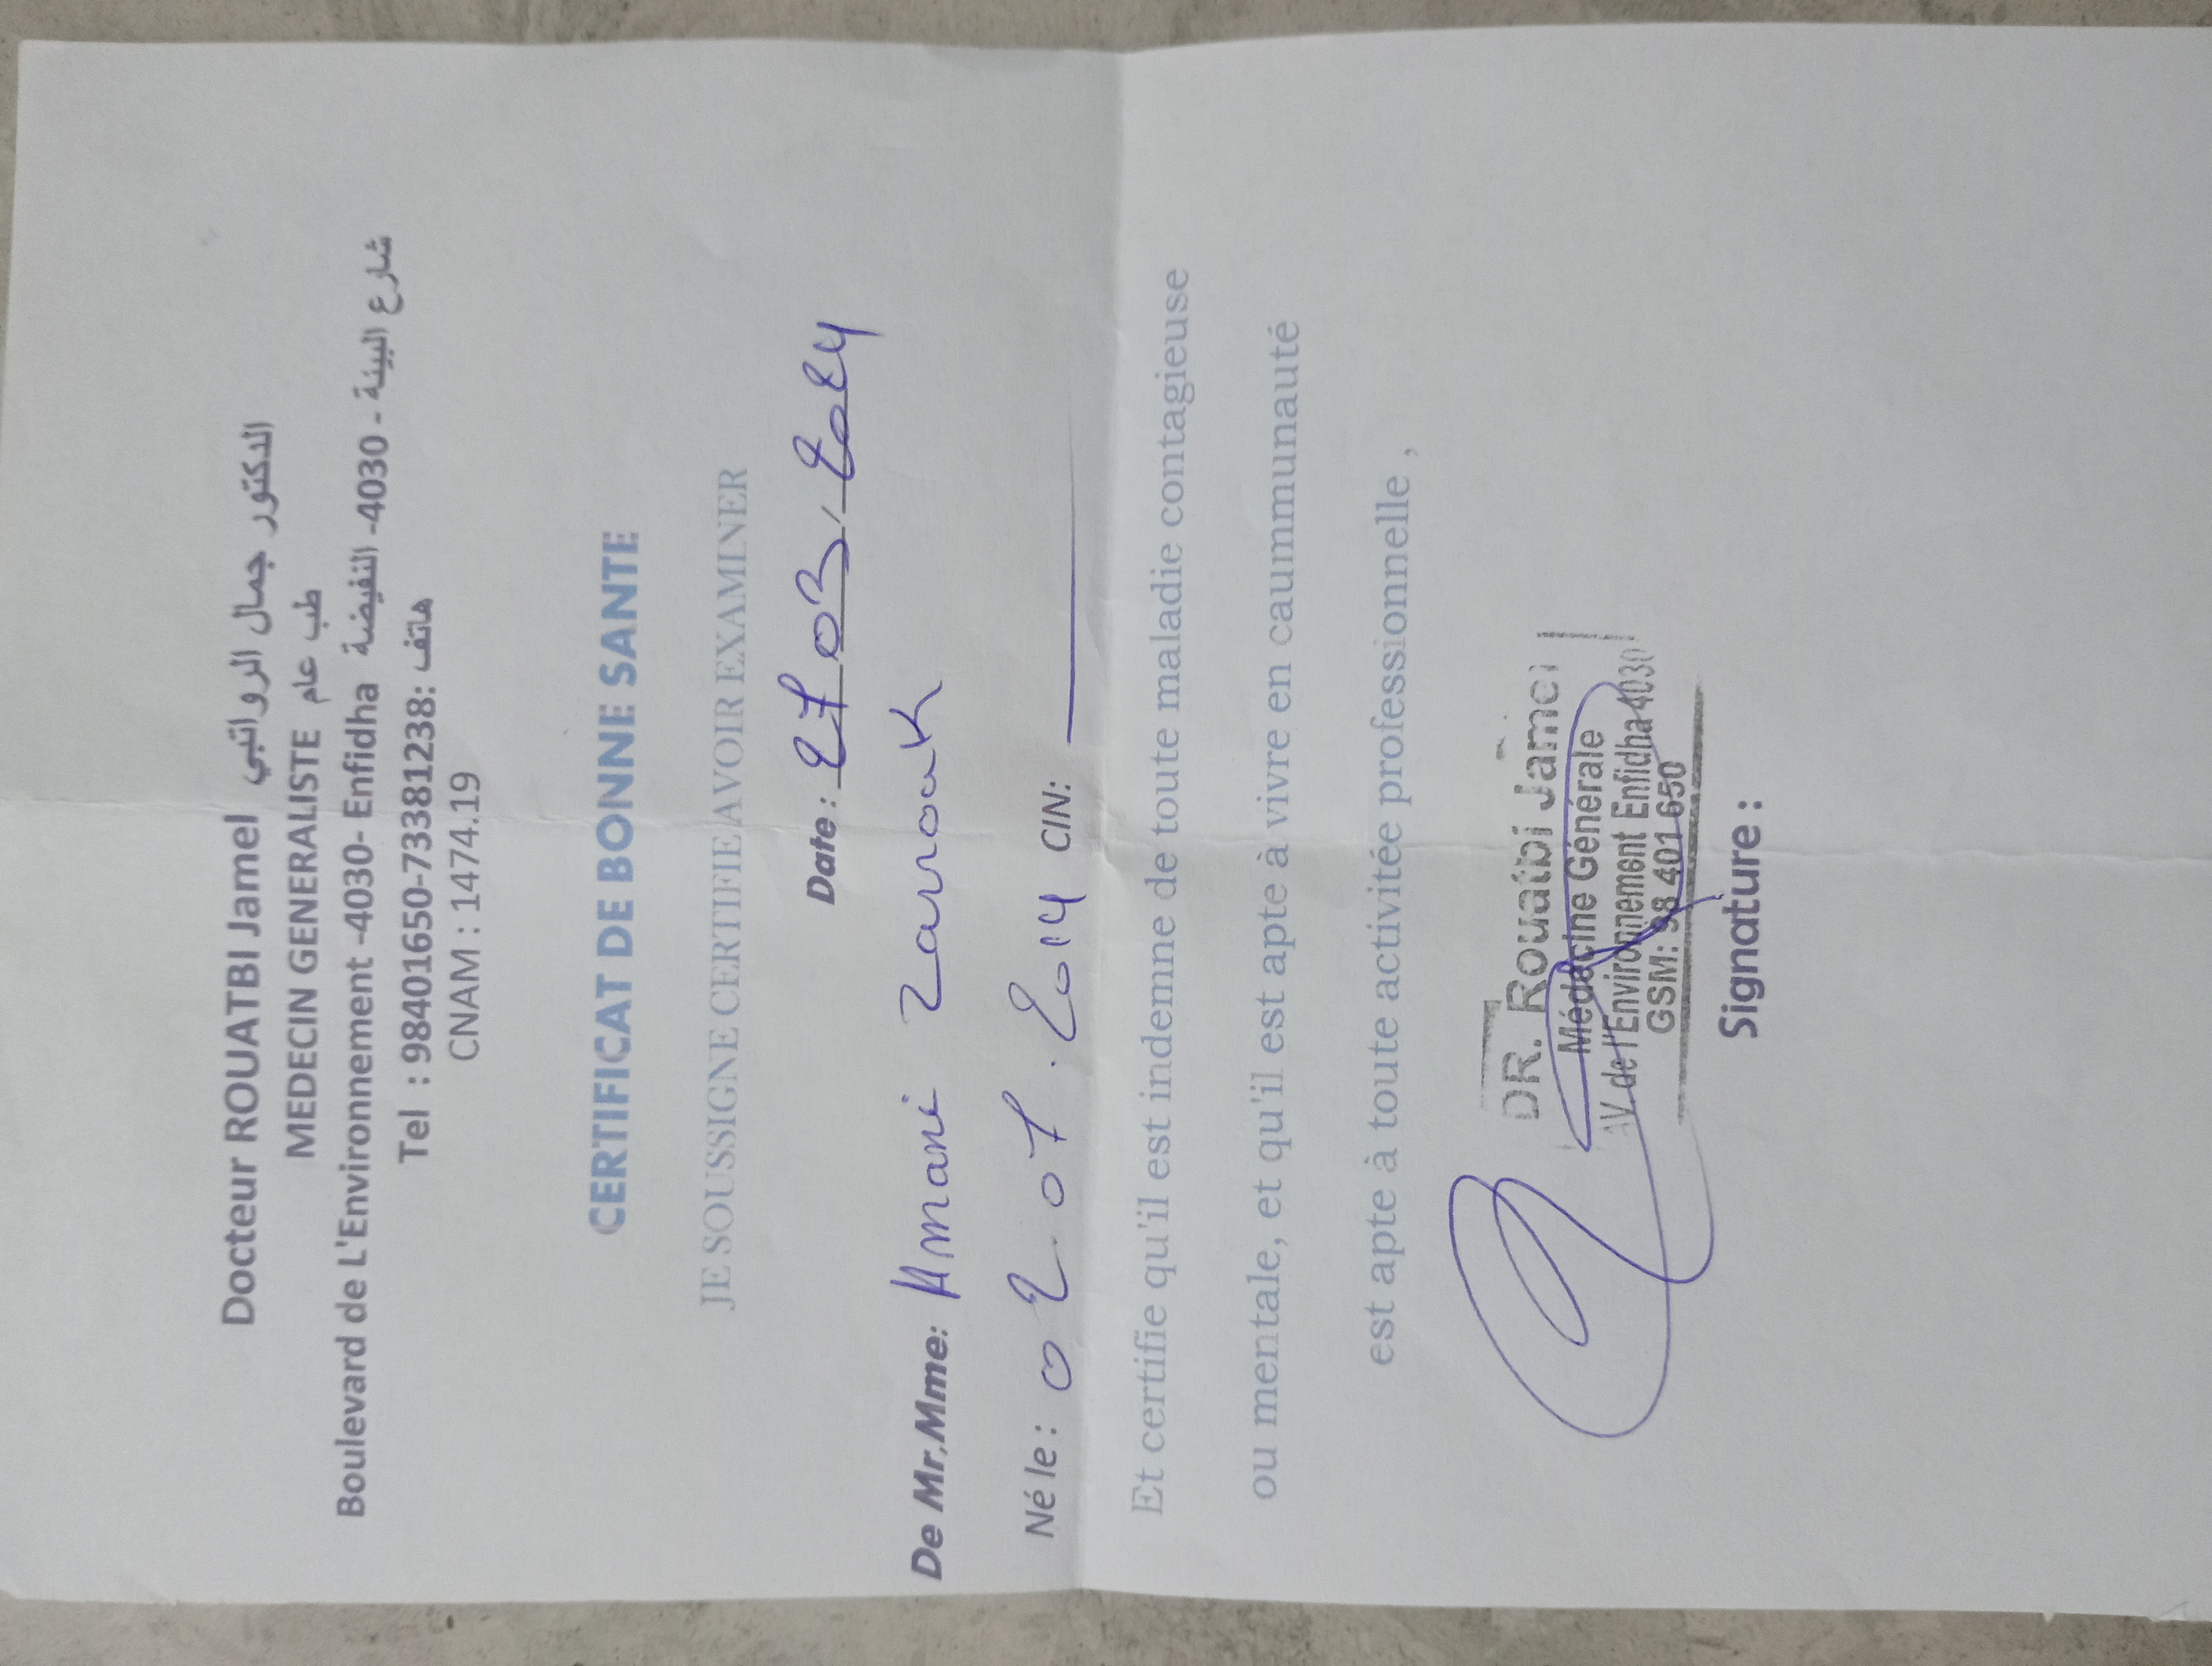 Docteur ROUATBI Jamel الدكتور جمال الرواتبي
MEDECIN GENERALISTE طب عام
Boulevard de L'Environnement -4030- Enfidha شارع البيئة - 4030- النفيضة
Tel : 98401650-73381238: هاتف
CNAM : 1474.19
CERTIFICAT DE BONNE SANTE
JE SOUSSIGNE CERTIFIE AVOIR EXAMINER
Date : 27.03.2024
De Mr,Mme: Amani Zarrouk
Né le : 02.07.2014 CIN:
Et certifie qu'il est indemne de toute maladie contagieuse
ou mentale, et qu'il est apte à vivre en caummunauté
est apte à toute activitée professionnelle ,
DR. Rouatbi Jamel
Médecine Générale
AV. de l'Environnement Enfidha 4030
GSM: 98 401 650
Signature :